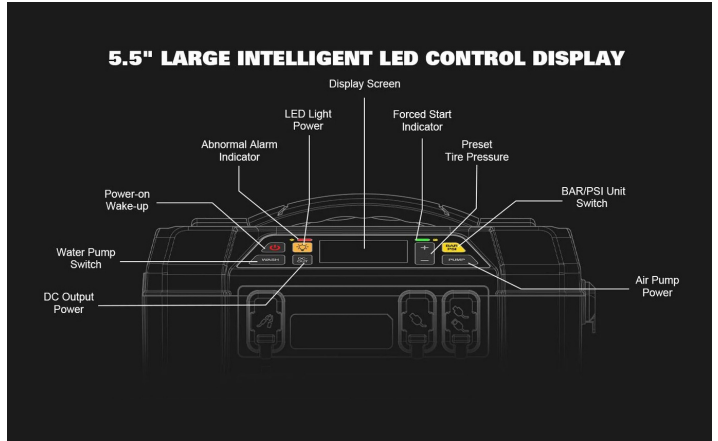 5.5" LARGE INTELLIGENT LED CONTROL DISPLAY
Display Screen
LED Light
Power
Forced Start
Indicator
Abnormal Alarm
Indicator
Preset
Tire Pressure
Power-on
Wake-up
BAR/PSI Unit
Switch
Water Pump
Switch
DC Output
Power
Air Pump
Power
WASH
+
BAR
PSI
−
PUMP